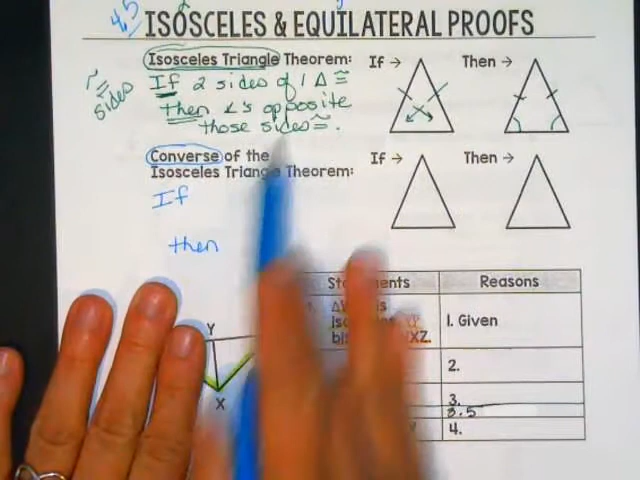 4.5
ISOSCELES & EQUILATERAL PROOFS
Isosceles Triangle Theorem:
If →
Then →
≅ sides
If 2 sides of 1 △ ≅
then ∠'s opposite
those sides ≅.
Converse of the
Isosceles Triangle Theorem:
If →
Then →
If
then
Reasons
1. Given
XZ.
2.
3.
3.5
4.
Y
X